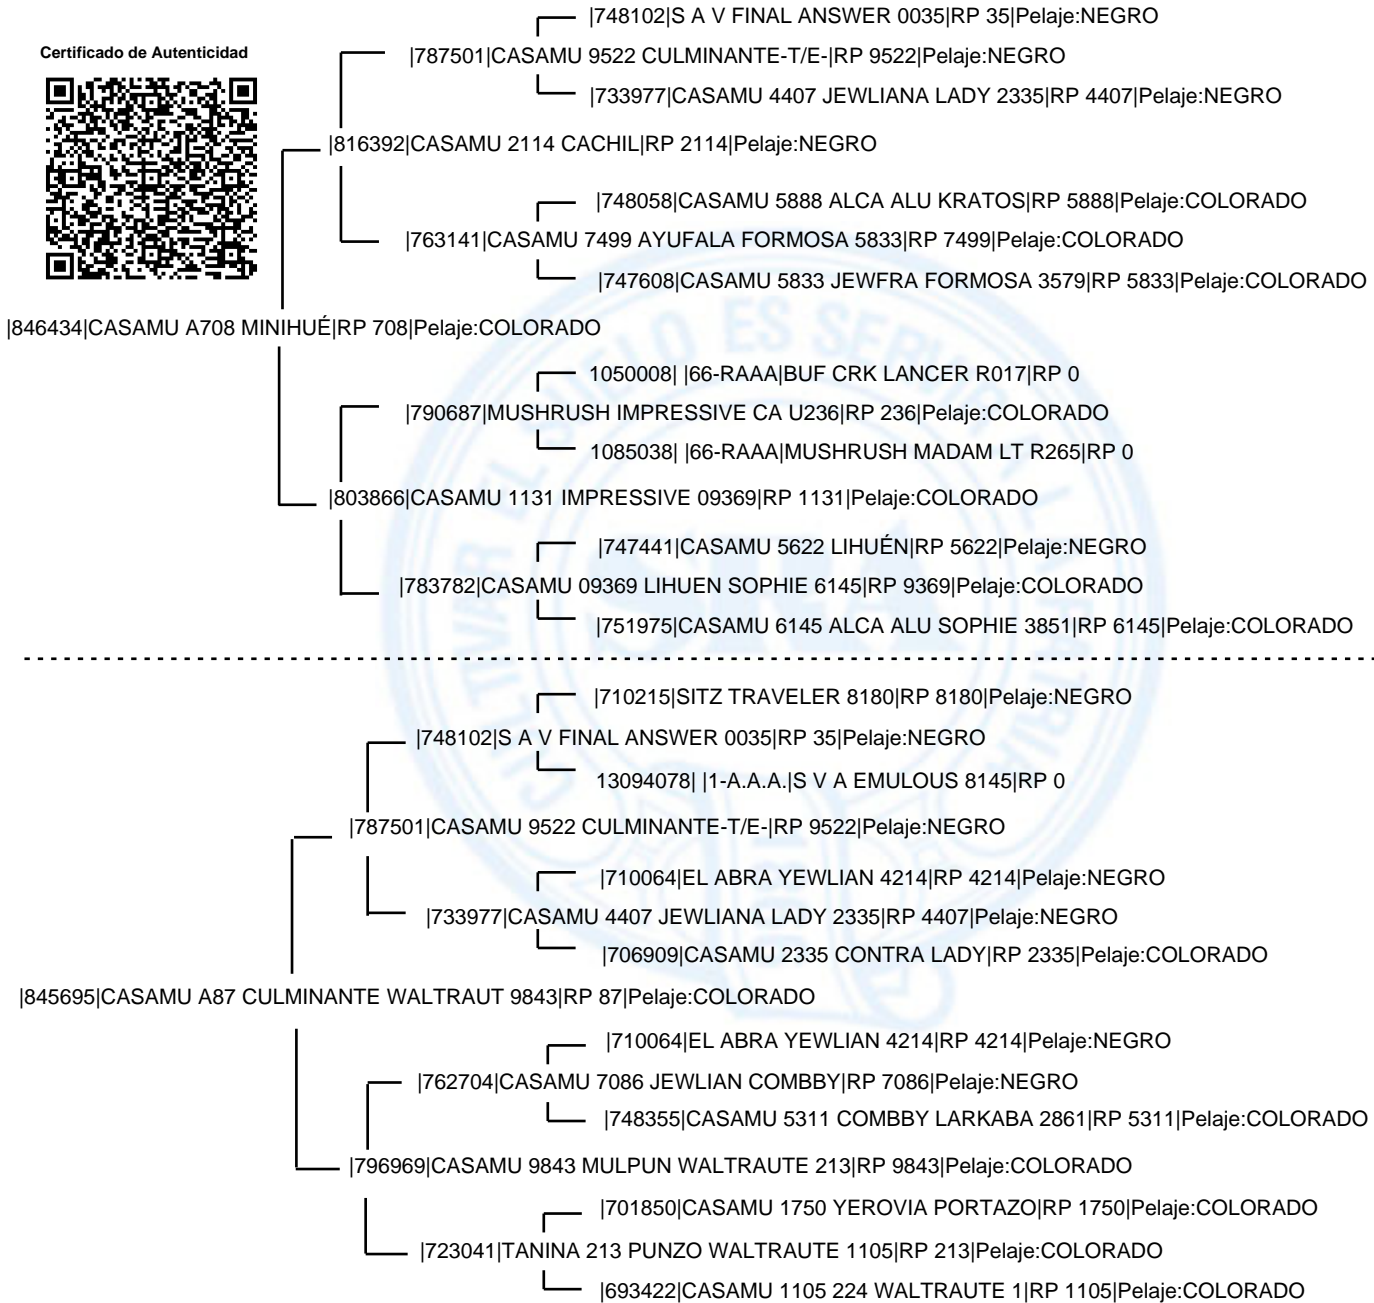 |748102|S A V FINAL ANSWER 0035|RP 35|Pelaje:NEGRO
Certificado de Autenticidad
|787501|CASAMU 9522 CULMINANTE-T/E-|RP 9522|Pelaje:NEGRO
|733977|CASAMU 4407 JEWLIANA LADY 2335|RP 4407|Pelaje:NEGRO
|816392|CASAMU 2114 CACHIL|RP 2114|Pelaje:NEGRO
|748058|CASAMU 5888 ALCA ALU KRATOS|RP 5888|Pelaje:COLORADO
|763141|CASAMU 7499 AYUFALA FORMOSA 5833|RP 7499|Pelaje:COLORADO
|747608|CASAMU 5833 JEWFRA FORMOSA 3579|RP 5833|Pelaje:COLORADO
|846434|CASAMU A708 MINIHUÉ|RP 708|Pelaje:COLORADO
1050008| |66-RAAA|BUF CRK LANCER R017|RP 0
|790687|MUSHRUSH IMPRESSIVE CA U236|RP 236|Pelaje:COLORADO
1085038| |66-RAAA|MUSHRUSH MADAM LT R265|RP 0
|803866|CASAMU 1131 IMPRESSIVE 09369|RP 1131|Pelaje:COLORADO
|747441|CASAMU 5622 LIHUÉN|RP 5622|Pelaje:NEGRO
|783782|CASAMU 09369 LIHUEN SOPHIE 6145|RP 9369|Pelaje:COLORADO
|751975|CASAMU 6145 ALCA ALU SOPHIE 3851|RP 6145|Pelaje:COLORADO
|710215|SITZ TRAVELER 8180|RP 8180|Pelaje:NEGRO
|748102|S A V FINAL ANSWER 0035|RP 35|Pelaje:NEGRO
13094078| |1-A.A.A.|S V A EMULOUS 8145|RP 0
|787501|CASAMU 9522 CULMINANTE-T/E-|RP 9522|Pelaje:NEGRO
|710064|EL ABRA YEWLIAN 4214|RP 4214|Pelaje:NEGRO
|733977|CASAMU 4407 JEWLIANA LADY 2335|RP 4407|Pelaje:NEGRO
|706909|CASAMU 2335 CONTRA LADY|RP 2335|Pelaje:COLORADO
|845695|CASAMU A87 CULMINANTE WALTRAUT 9843|RP 87|Pelaje:COLORADO
|710064|EL ABRA YEWLIAN 4214|RP 4214|Pelaje:NEGRO
|762704|CASAMU 7086 JEWLIAN COMBBY|RP 7086|Pelaje:NEGRO
|748355|CASAMU 5311 COMBBY LARKABA 2861|RP 5311|Pelaje:COLORADO
|796969|CASAMU 9843 MULPUN WALTRAUTE 213|RP 9843|Pelaje:COLORADO
|701850|CASAMU 1750 YEROVIA PORTAZO|RP 1750|Pelaje:COLORADO
|723041|TANINA 213 PUNZO WALTRAUTE 1105|RP 213|Pelaje:COLORADO
|693422|CASAMU 1105 224 WALTRAUTE 1|RP 1105|Pelaje:COLORADO
CULTIVAR EL SUELO ES SERVIR A LA PATRIA
SRA
1866